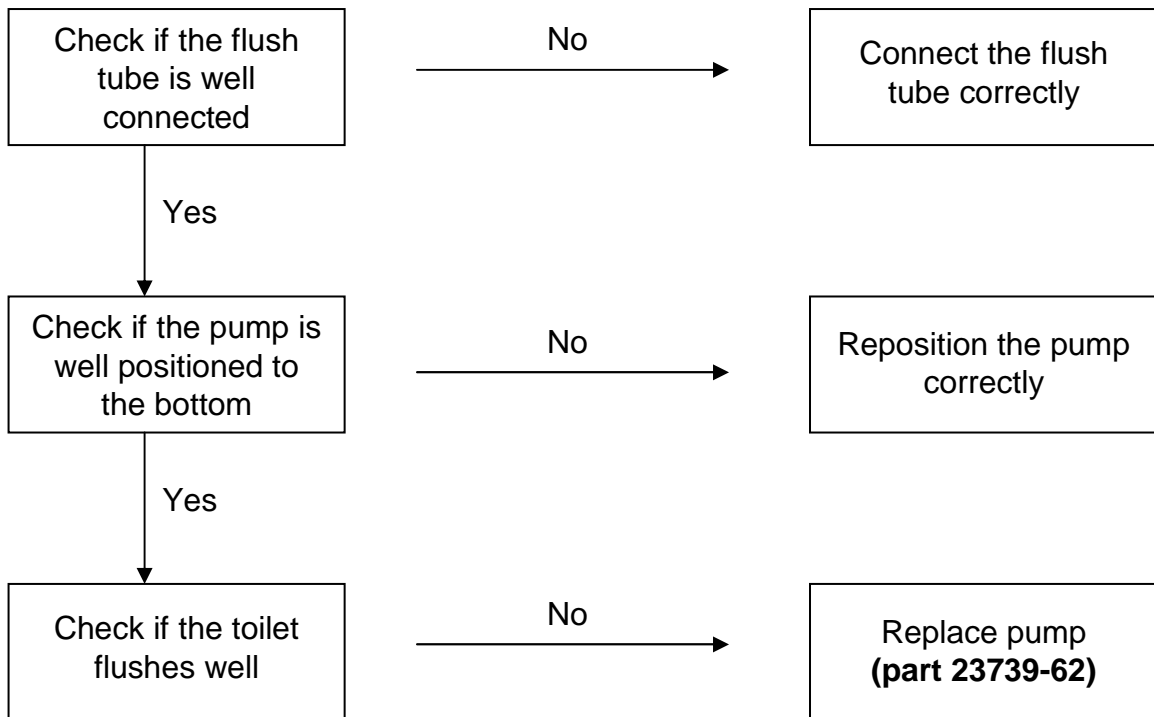 Check if the flush
tube is well
connected
No
Connect the flush
tube correctly
Yes
Check if the pump is
well positioned to
the bottom
No
Reposition the pump
correctly
Yes
Check if the toilet
flushes well
No
Replace pump
(part 23739-62)